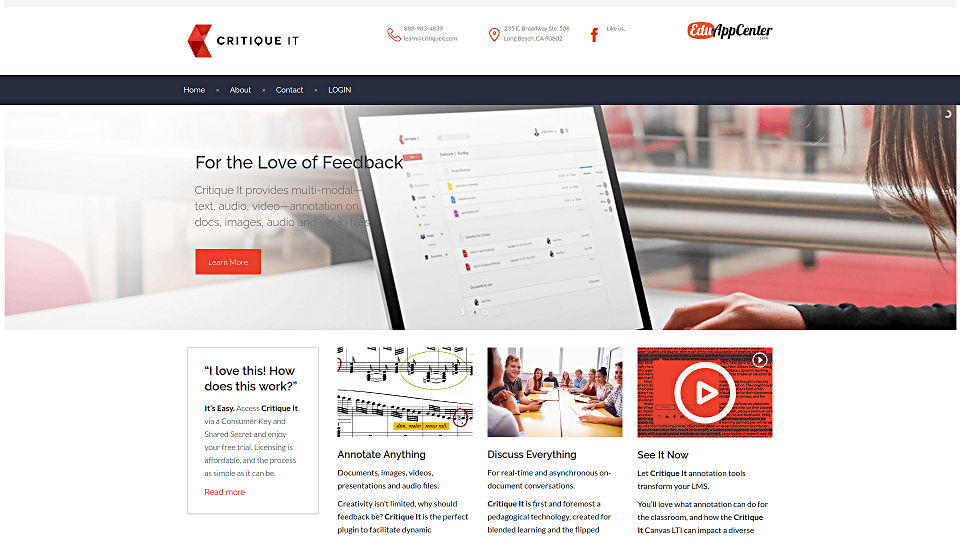 CRITIQUE IT
888-983-4839
learn@critiqueit.com
235 E. Broadway Ste, 506
Long Beach, CA 90802
Like us.
EduAppCenter
.com
Home × About × Contact × LOGIN
For the Love of Feedback
Critique It provides multi-modal—
text, audio, video—annotation on
docs, images, audio and video files.
Learn More
CRITIQUE IT
“I love this! How
does this work?”
It’s Easy. Access Critique It
via a Consumer Key and
Shared Secret and enjoy
your free trial. Licensing is
affordable, and the process
as simple as it can be.
Read more
Annotate Anything
Documents, images, videos,
presentations and audio files.
Creativity isn’t limited, why should
feedback be? Critique It is the perfect
plugin to facilitate dynamic
Discuss Everything
For real-time and asynchronous on-
document conversations.
Critique It is first and foremost a
pedagogical technology, created for
blended learning and the flipped
See It Now
Let Critique It annotation tools
transform your LMS.
You’ll love what annotation can do for
the classroom, and how the Critique
It Canvas LTI can impact a diverse